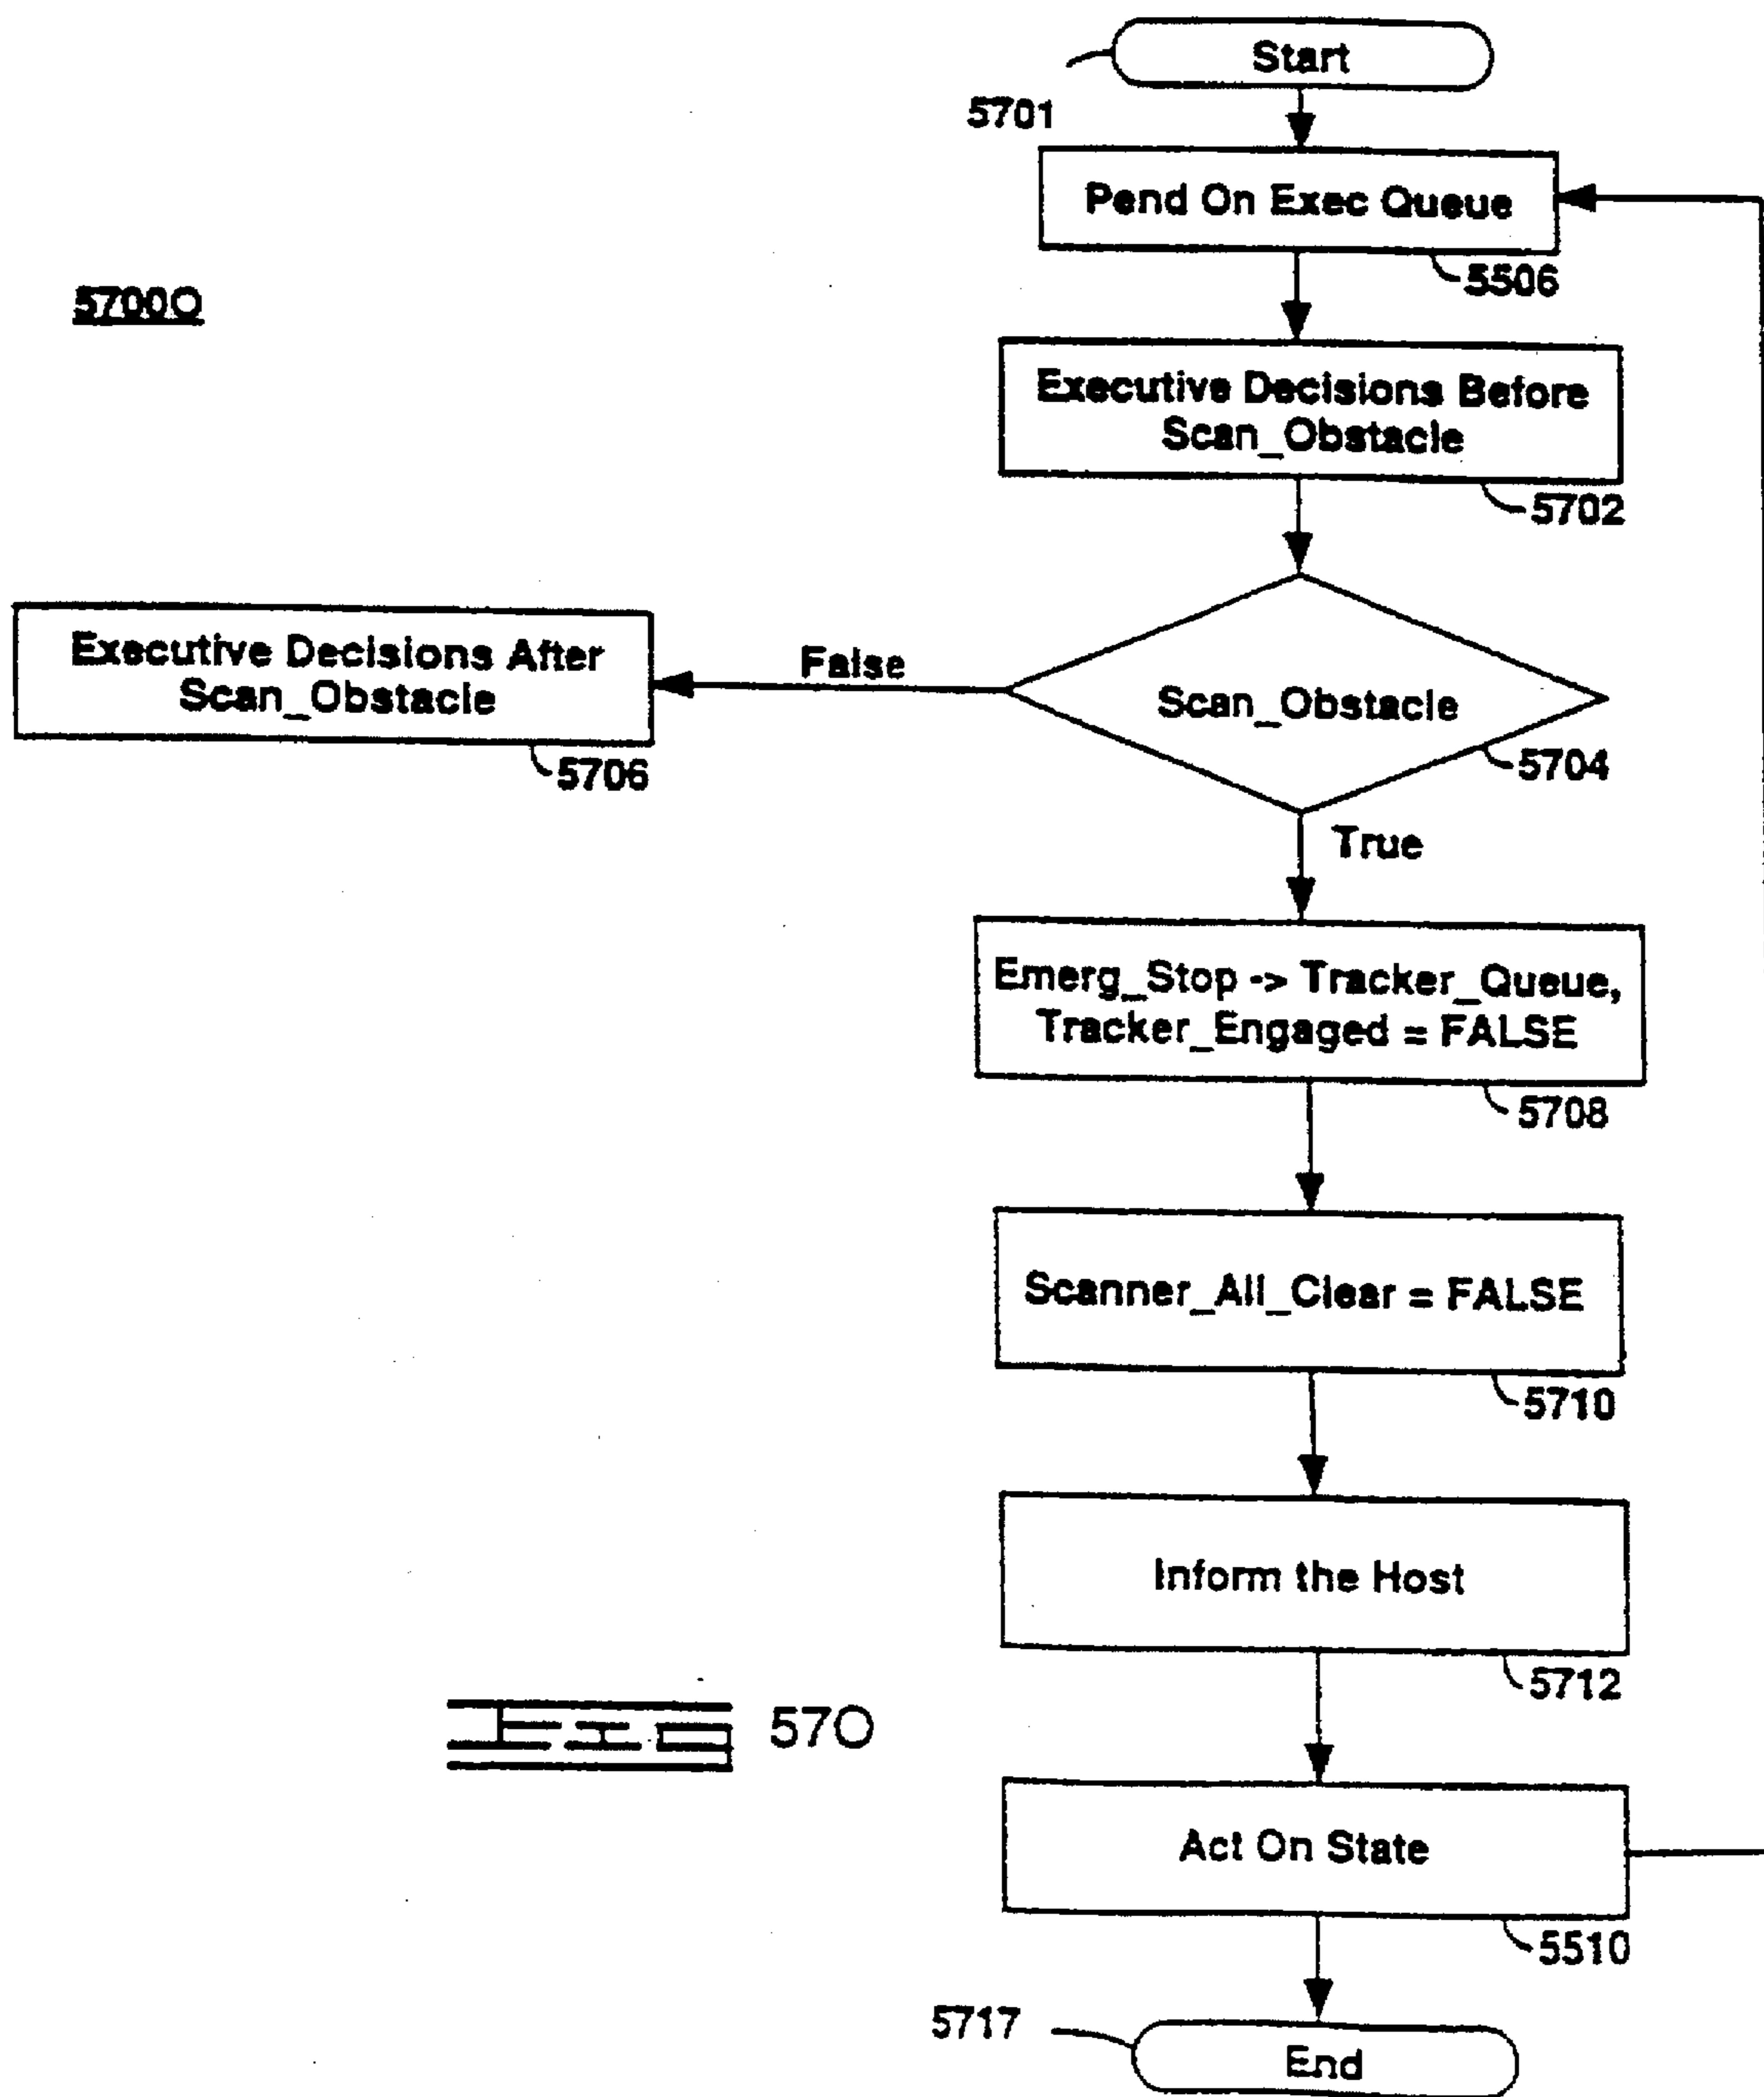 Start
5701
Pend On Exec Queue
5506
5700O
Executive Decisions Before
Scan_Obstacle
5702
Executive Decisions After
Scan_Obstacle
5706
False
Scan_Obstacle
5704
True
Emerg_Stop -> Tracker_Queue,
Tracker_Engaged = FALSE
5708
Scanner_All_Clear = FALSE
5710
Inform the Host
5712
57O
Act On State
5510
5717
End